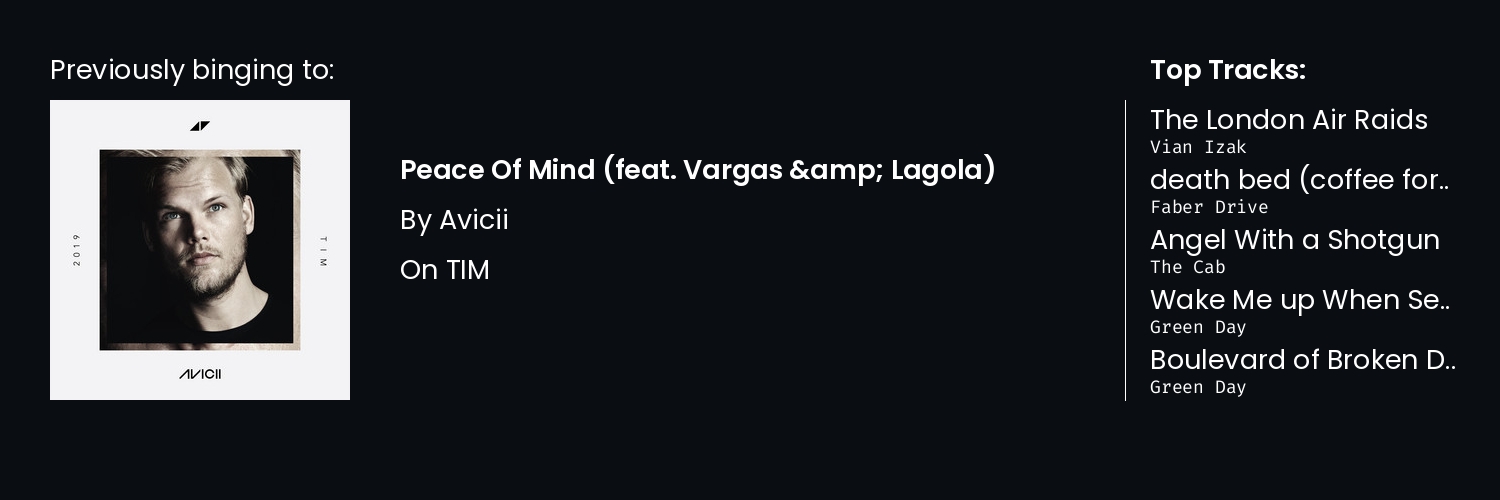 Previously binging to:
2019
TIM
AVICII
Peace Of Mind (feat. Vargas &amp; Lagola)
By Avicii
On TIM
Top Tracks:
The London Air Raids
Vian Izak
death bed (coffee for..
Faber Drive
Angel With a Shotgun
The Cab
Wake Me up When Se..
Green Day
Boulevard of Broken D..
Green Day